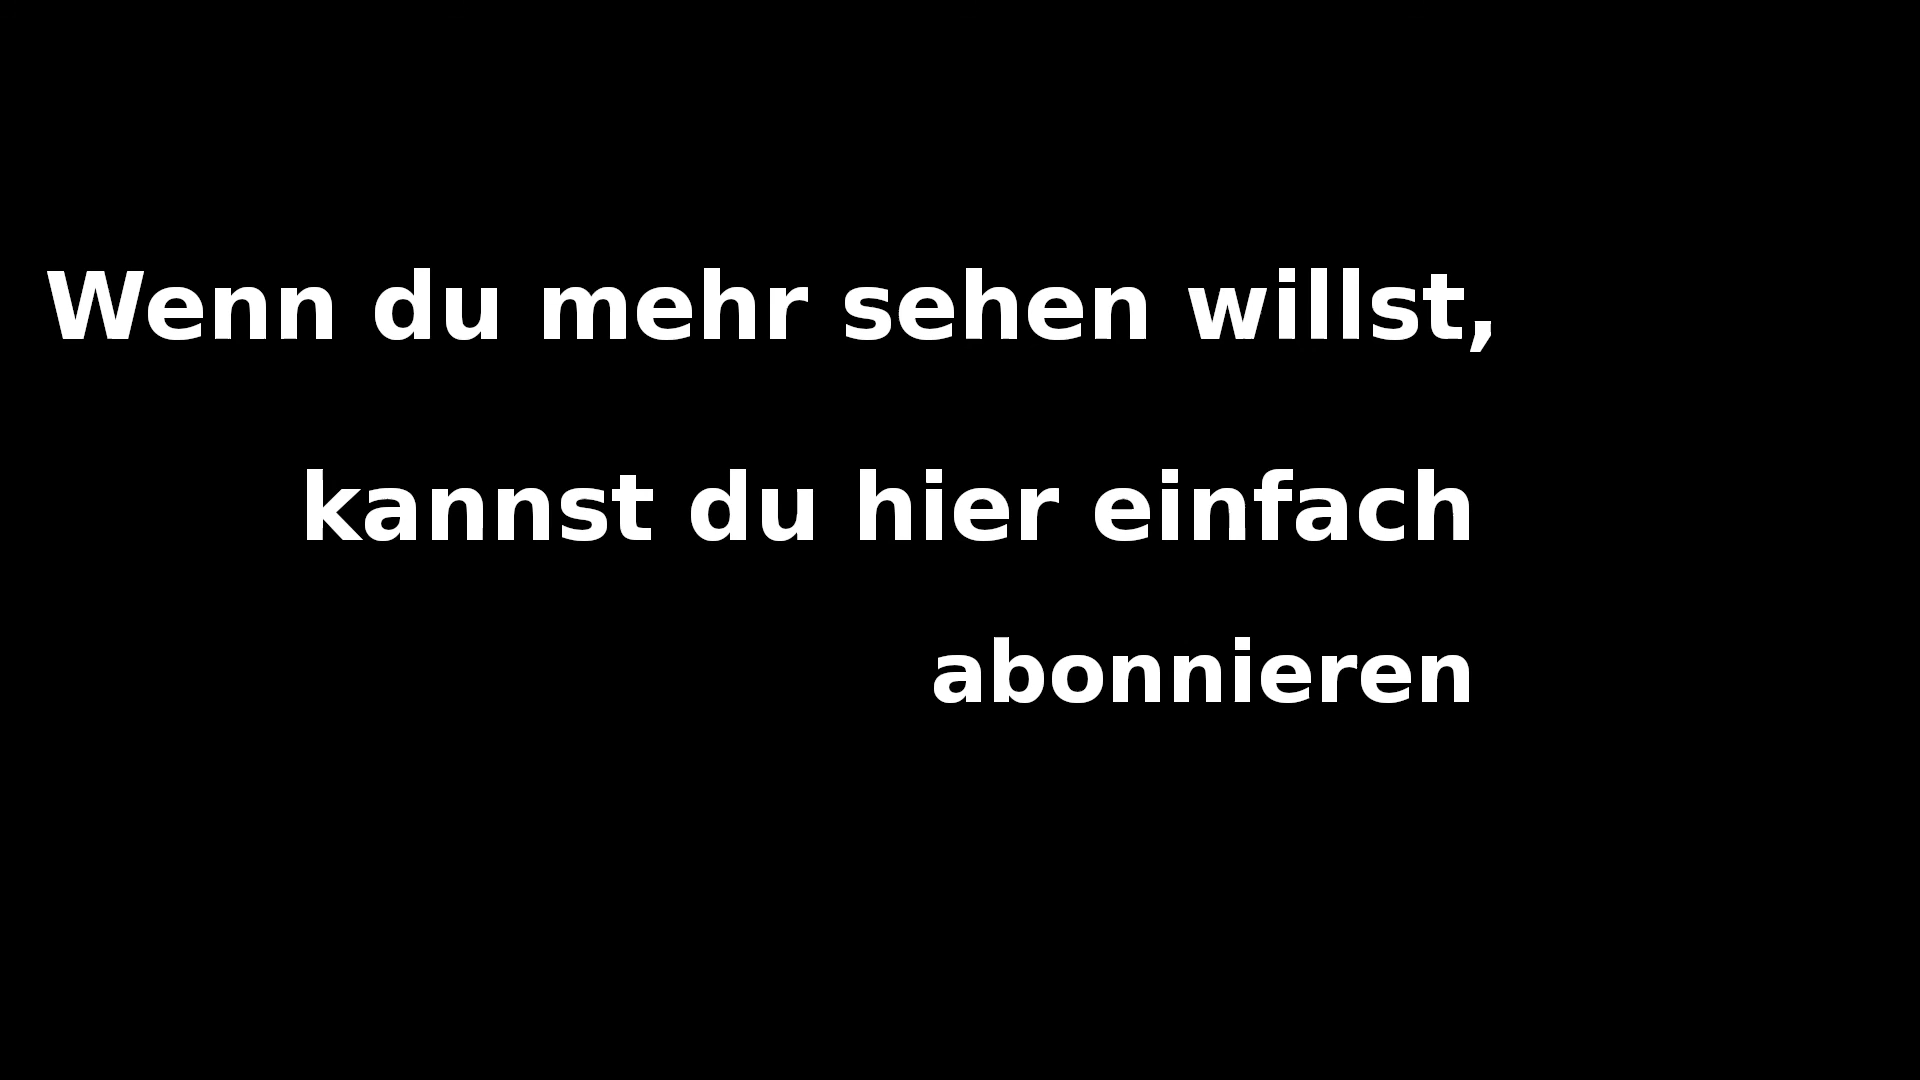 Wenn du mehr sehen willst,
kannst du hier einfach
abonnieren